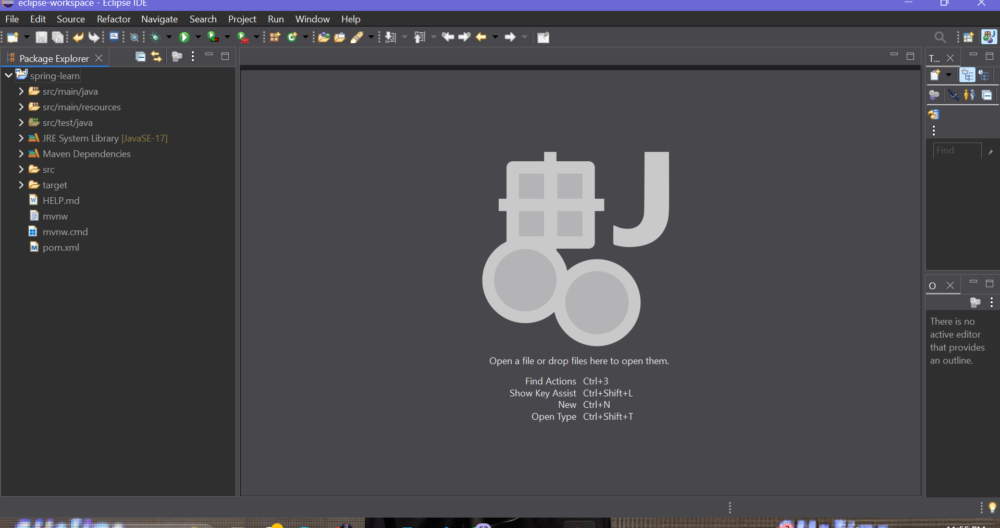 eclipse-workspace - Eclipse IDE
File Edit Source Refactor Navigate Search Project Run Window Help
Package Explorer
T...
spring-learn
src/main/java
src/main/resources
src/test/java
JRE System Library [JavaSE-17]
Maven Dependencies
src
target
HELP.md
mvnw
mvnw.cmd
pom.xml
Find
O
There is no
active editor
that provides
an outline.
Open a file or drop files here to open them.
Find Actions Ctrl+3
Show Key Assist Ctrl+Shift+L
New Ctrl+N
Open Type Ctrl+Shift+T